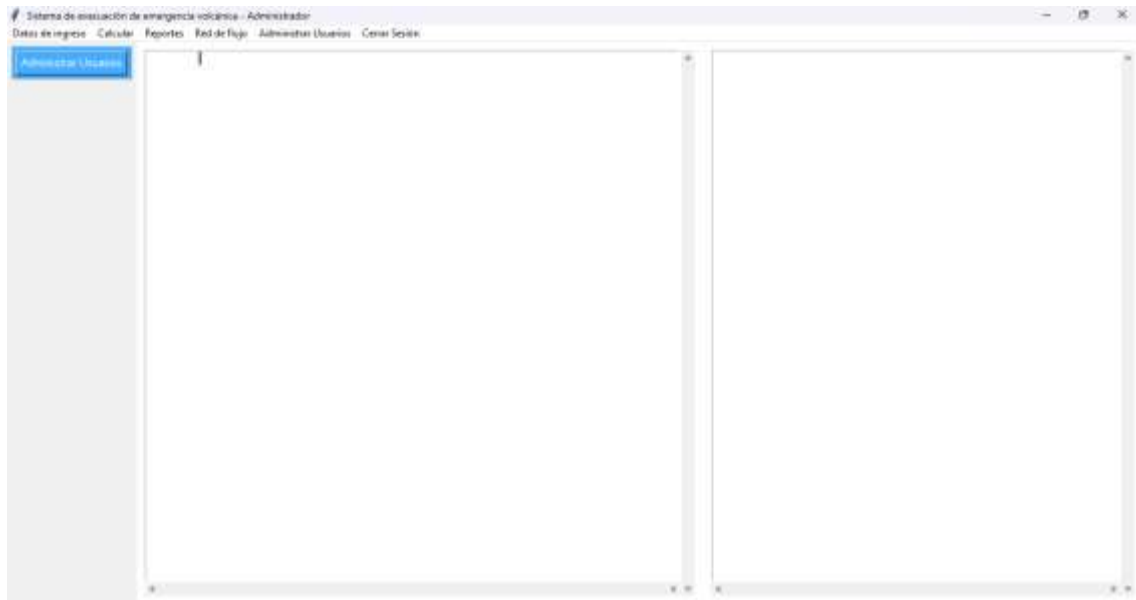 Sistema de evacuación de emergencia volcánica - Administrador
Datos de ingreso Calcular Reportes Red de flujo Administrar Usuarios Cerrar Sesión
Administrar Usuarios